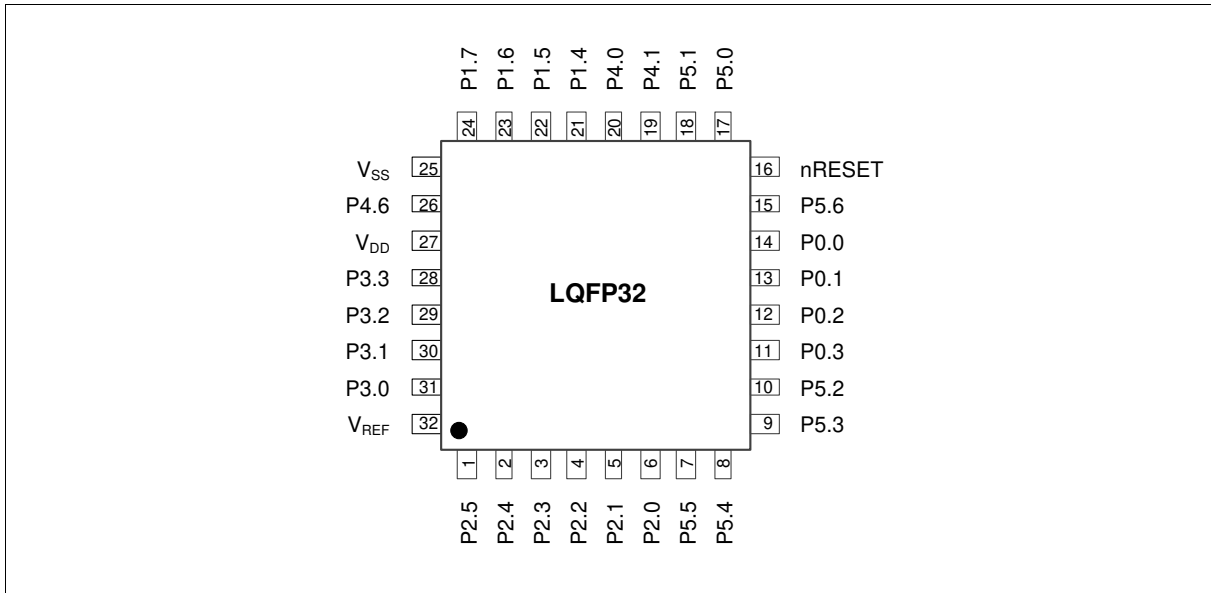 P1.7 P1.6 P1.5 P1.4 P4.0 P4.1 P5.1 P5.0
24 23 22 21 20 19 18 17
VSS 25 16 nRESET
P4.6 26 15 P5.6
VDD 27 14 P0.0
P3.3 28 13 P0.1
LQFP32
P3.2 29 12 P0.2
P3.1 30 11 P0.3
P3.0 31 10 P5.2
VREF 32 9 P5.3
1 2 3 4 5 6 7 8
P2.5 P2.4 P2.3 P2.2 P2.1 P2.0 P5.5 P5.4